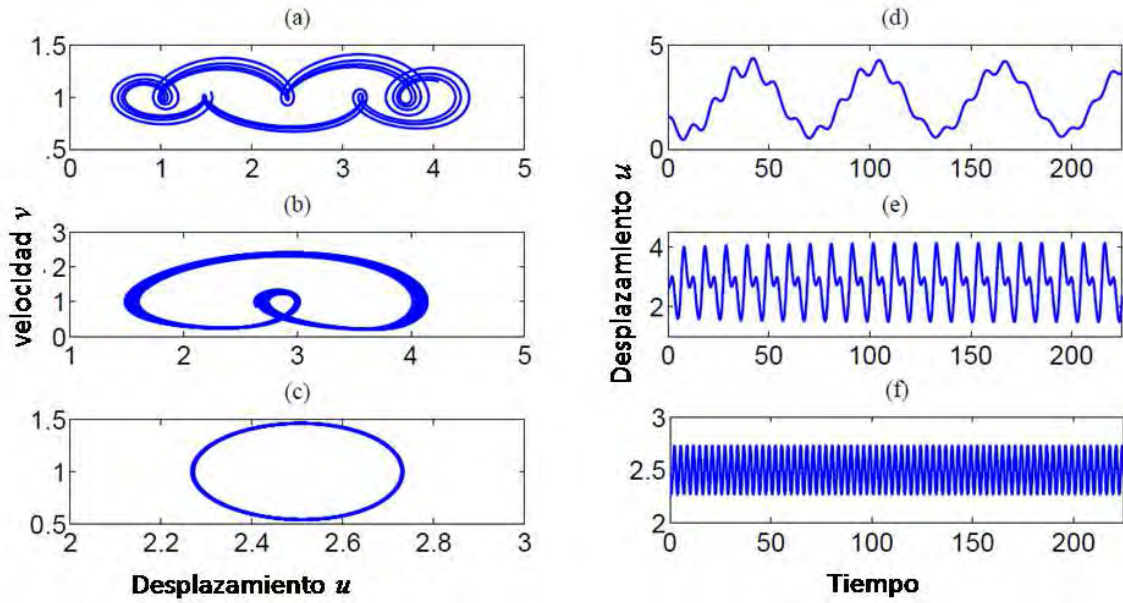 (a)
1.5
1
.5
0 1 2 3 4 5
(b)
3
2
1
0
1 2 3 4 5
(c)
1.5
1
0.5
2 2.2 2.4 2.6 2.8 3
velocidad v
Desplazamiento u
(d)
5
0
0 50 100 150 200
(e)
4
2
0 50 100 150 200
(f)
3
2.5
2
0 50 100 150 200
Desplazamiento u
Tiempo